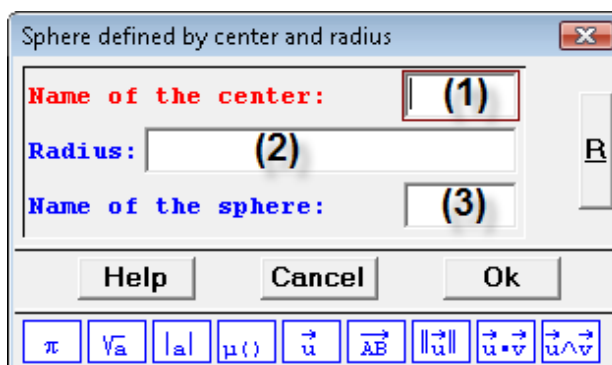 Sphere defined by center and radius
Name of the center: (1)
Radius: (2)
R
Name of the sphere: (3)
Help Cancel Ok
π √a |a| μ() u⃗ A⃗B⃗ ‖u⃗‖ u⃗▪v⃗ u⃗∧v⃗